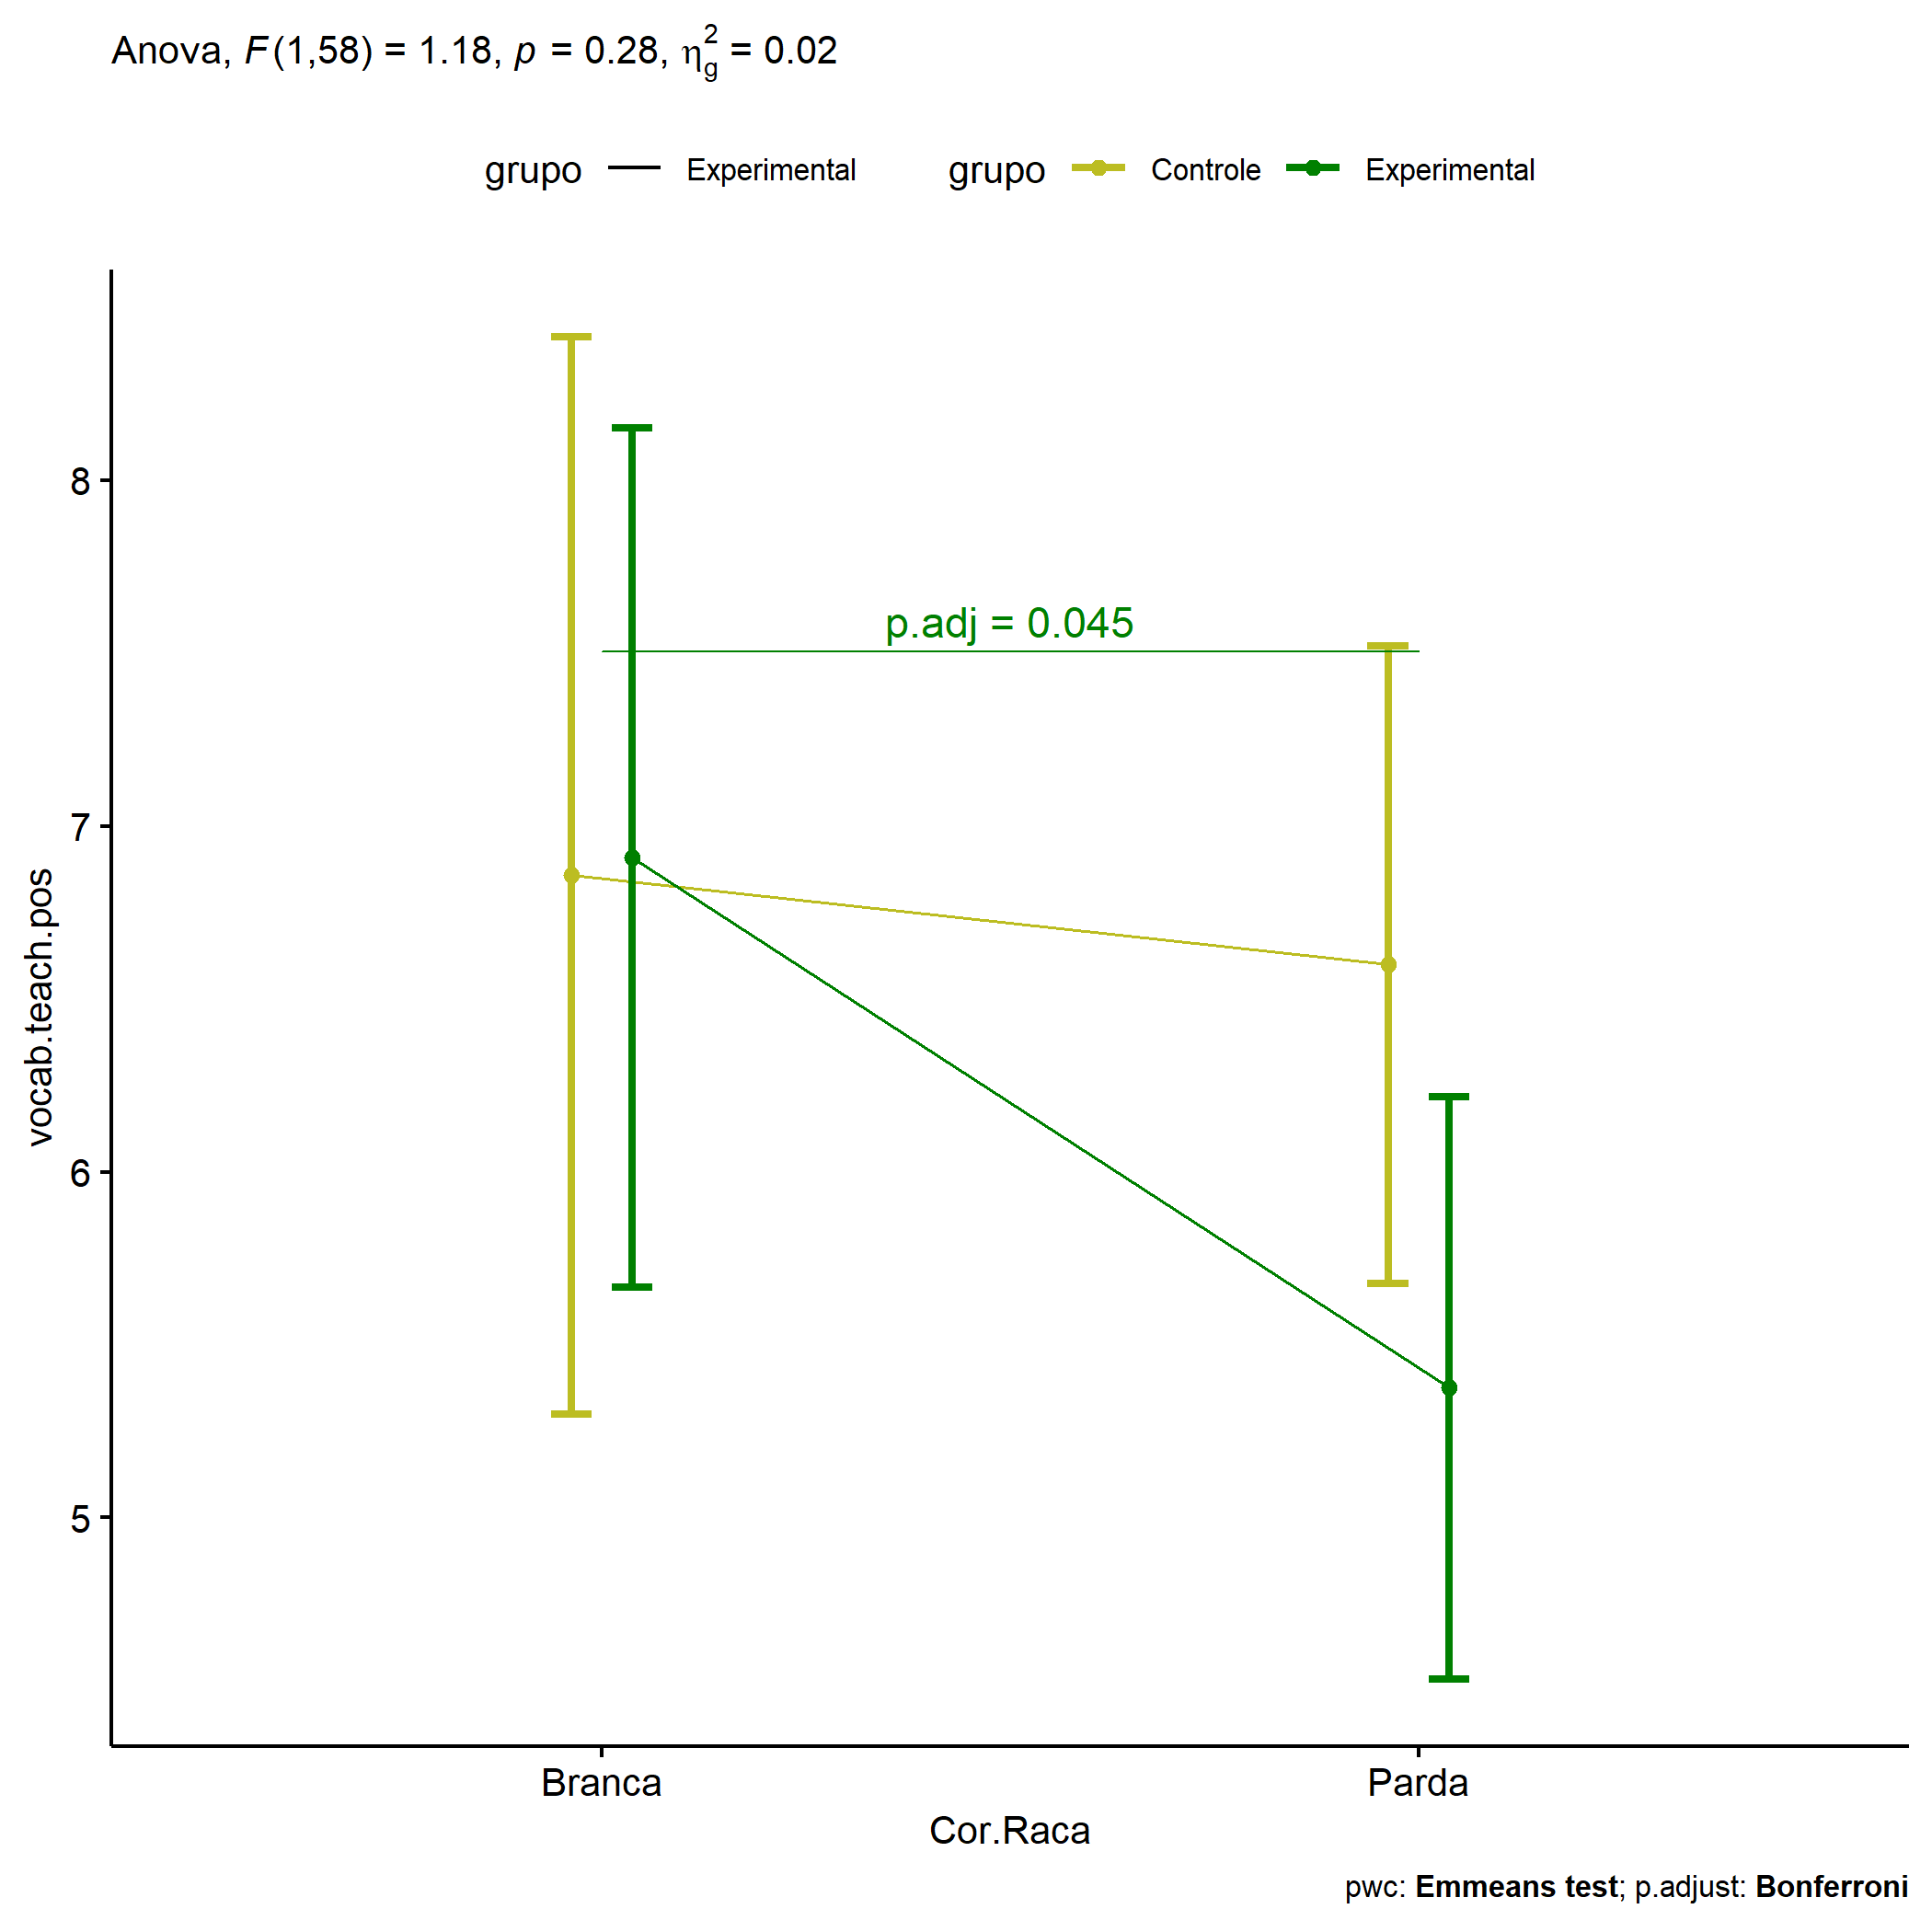 Anova, F(1,58) = 1.18, p = 0.28, η²g = 0.02
grupo Experimental grupo Controle Experimental
8
7
6
5
vocab.teach.pos
p.adj = 0.045
Branca Parda
Cor.Raca
pwc: Emmeans test; p.adjust: Bonferroni